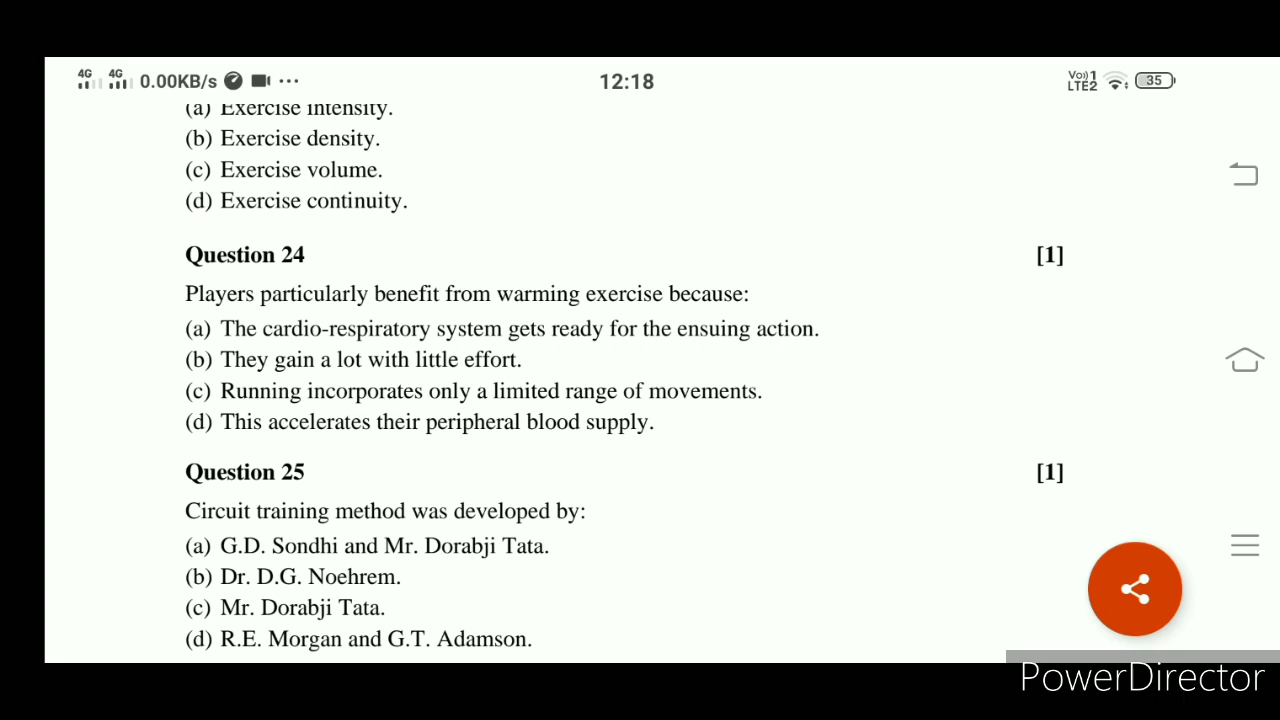 4G 4G 0.00KB/s ... 12:18 Vo)) 1 LTE2 35
(a) Exercise intensity.
(b) Exercise density.
(c) Exercise volume.
(d) Exercise continuity.
Question 24 [1]
Players particularly benefit from warming exercise because:
(a) The cardio-respiratory system gets ready for the ensuing action.
(b) They gain a lot with little effort.
(c) Running incorporates only a limited range of movements.
(d) This accelerates their peripheral blood supply.
Question 25 [1]
Circuit training method was developed by:
(a) G.D. Sondhi and Mr. Dorabji Tata.
(b) Dr. D.G. Noehrem.
(c) Mr. Dorabji Tata.
(d) R.E. Morgan and G.T. Adamson.
PowerDirector